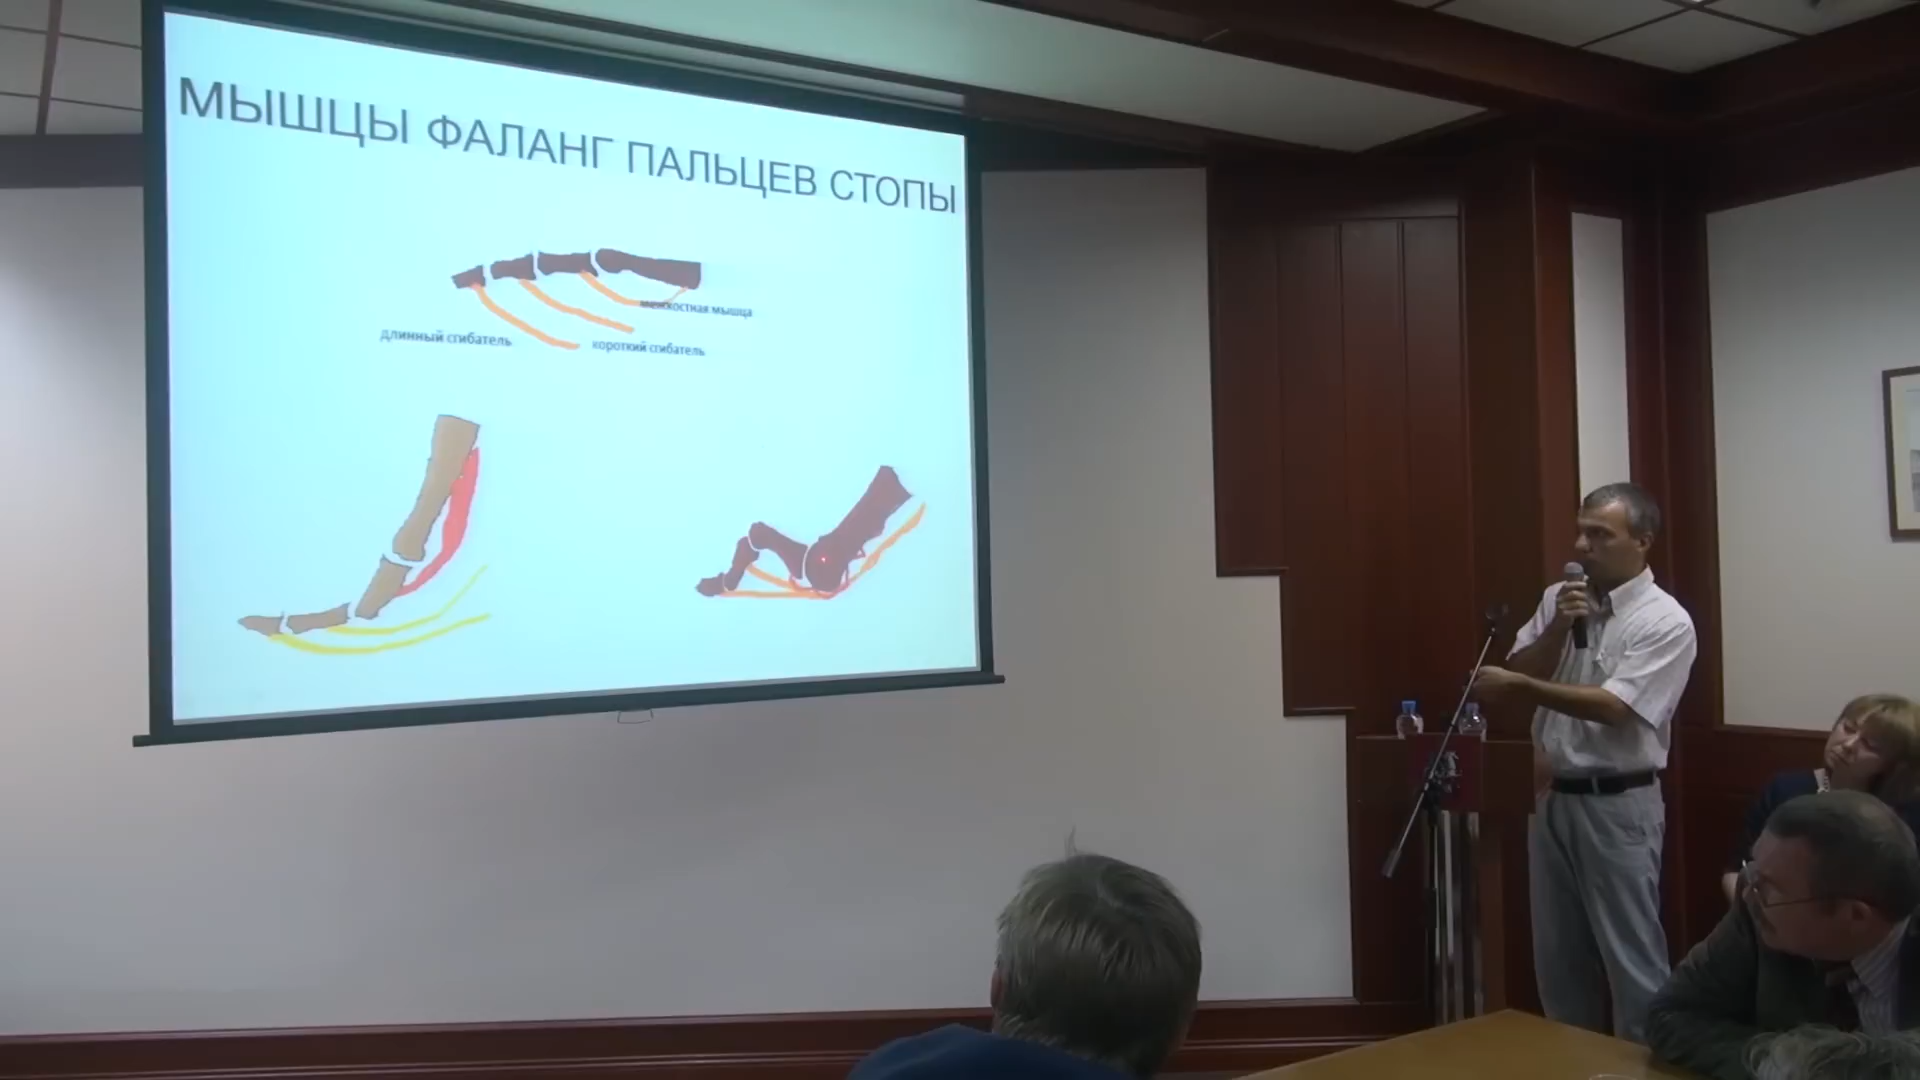 МЫШЦЫ ФАЛАНГ ПАЛЬЦЕВ СТОПЫ
межкостная мышца
длинный сгибатель
короткий сгибатель